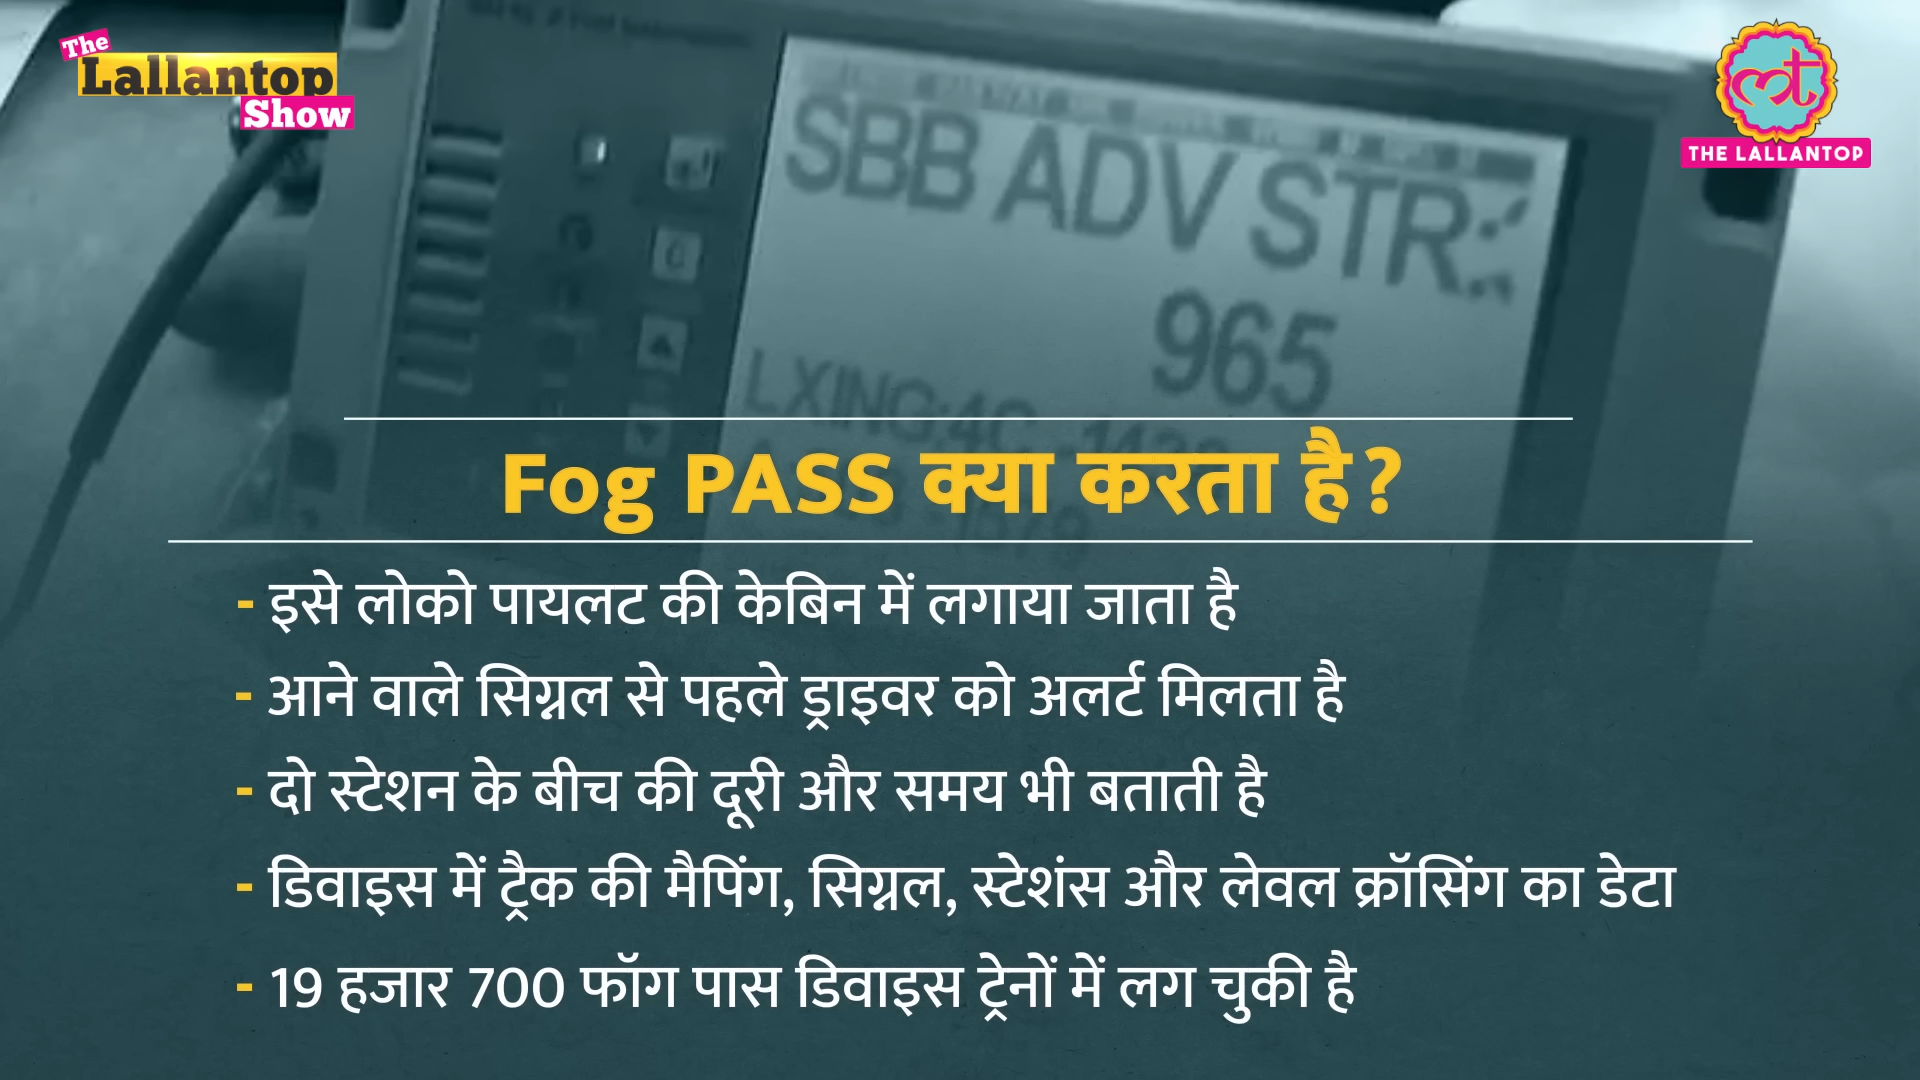 The
Lallantop
Show
THE LALLANTOP
SBB ADV STR
965
Fog PASS क्या करता है?
- इसे लोको पायलट की केबिन में लगाया जाता है
- आने वाले सिग्नल से पहले ड्राइवर को अलर्ट मिलता है
- दो स्टेशन के बीच की दूरी और समय भी बताती है
- डिवाइस में ट्रैक की मैपिंग, सिग्नल, स्टेशंस और लेवल क्रॉसिंग का डेटा
- 19 हजार 700 फॉग पास डिवाइस ट्रेनों में लग चुकी है